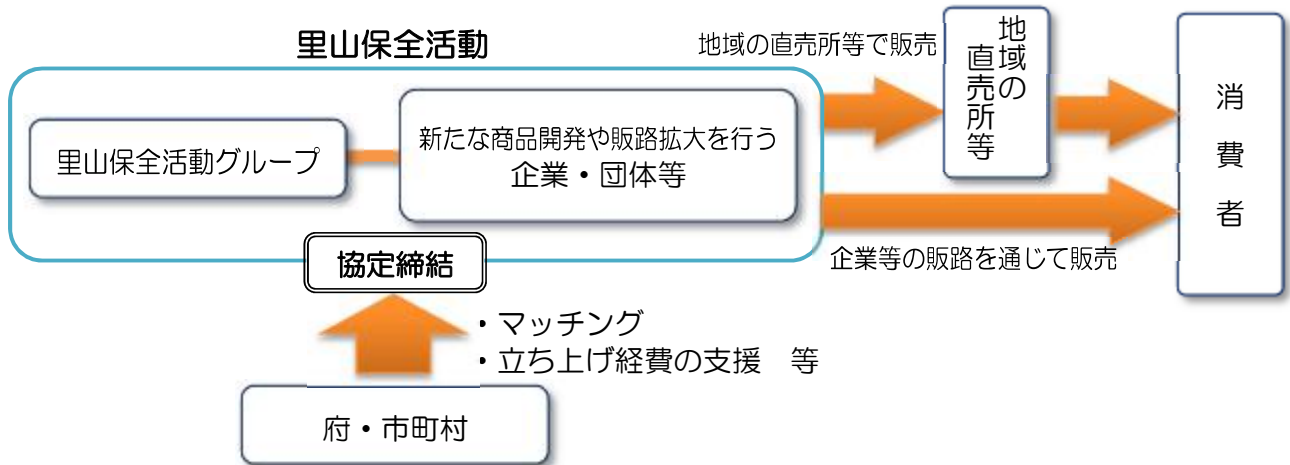 里山保全活動
地域の直売所等で販売
里山保全活動グループ
新たな商品開発や販路拡大を行う
企業・団体等
地域の
直売所等
消費者
企業等の販路を通じて販売
協定締結
・マッチング
・立ち上げ経費の支援　等
府・市町村